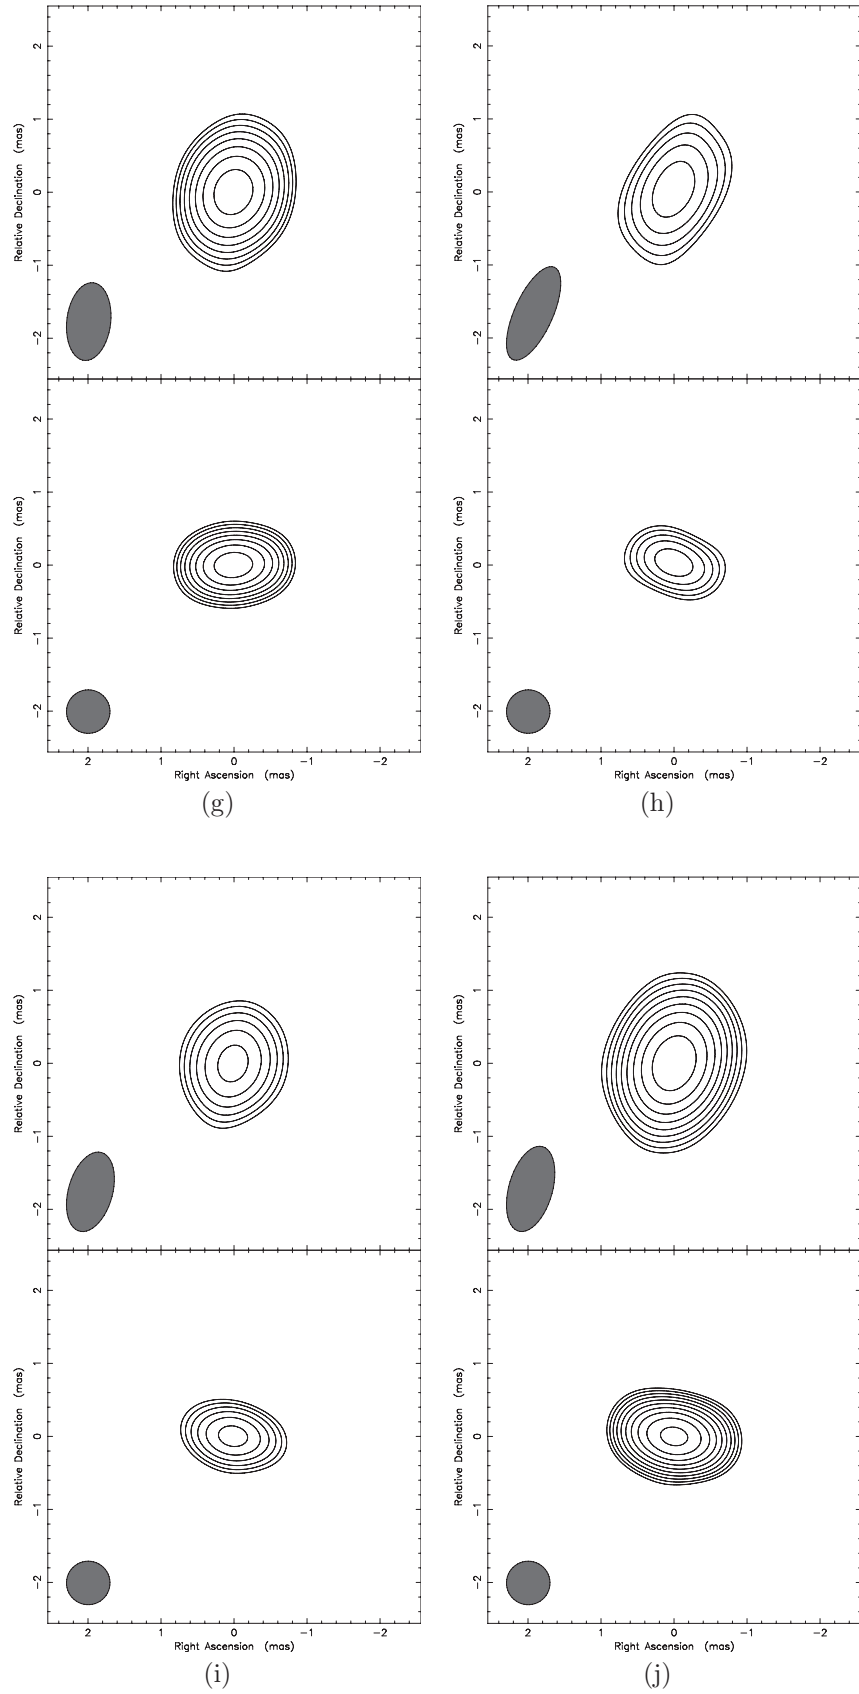 Relative Declination (mas)
2
1
0
−1
−2
Relative Declination (mas)
2
1
0
−1
−2
Relative Declination (mas)
2
1
0
−1
−2
2 1 0 −1 −2
Right Ascension (mas)
(g)
Relative Declination (mas)
2
1
0
−1
−2
2 1 0 −1 −2
Right Ascension (mas)
(h)
Relative Declination (mas)
2
1
0
−1
−2
Relative Declination (mas)
2
1
0
−1
−2
Relative Declination (mas)
2
1
0
−1
−2
2 1 0 −1 −2
Right Ascension (mas)
(i)
Relative Declination (mas)
2
1
0
−1
−2
2 1 0 −1 −2
Right Ascension (mas)
(j)